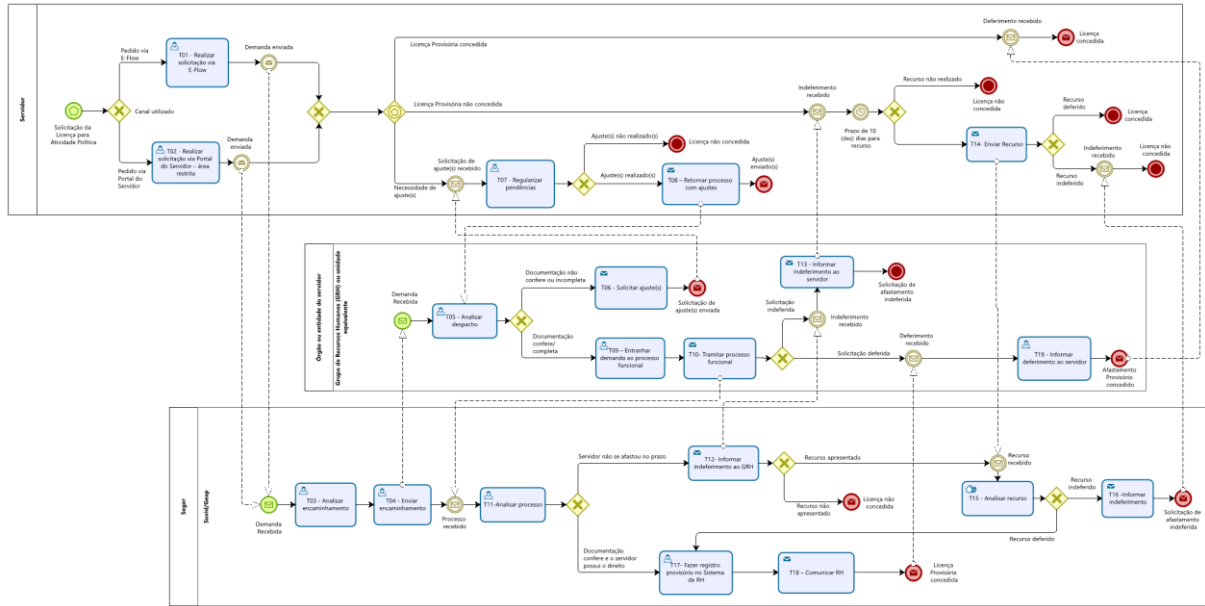 Servidor
Solicitação da
Licença para
Atividade Política
Pedido via
E-Flow
Canal utilizado
Pedido via Portal
do Servidor
T01 - Realizar
solicitação via
E-Flow
Demanda enviada
T02 - Realizar
solicitação via Portal
do Servidor – área
restrita
Demanda
enviada
Licença Provisória concedida
Deferimento recebido
Licença
concedida
Licença Provisória não concedida
Indeferimento
recebido
Prazo de 10
(dez) dias para
recurso
Recurso não realizado
Licença não
concedida
T14- Enviar Recurso
Recurso
deferido
Licença
concedida
Indeferimento
recebido
Recurso
indeferido
Licença não
concedida
Necessidade de
ajuste(s)
Solicitação de
ajuste(s) recebido
T07 - Regularizar
pendências
Ajuste(s) não realizado(s)
Licença não concedida
Ajuste(s) realizado(s)
T08 – Retornar processo
com ajustes
Ajuste(s)
enviado(s)
Órgão ou entidade do servidor
Grupo de Recursos Humanos (GRH) ou unidade
equivalente
Demanda
Recebida
T05 - Analisar
despacho
Documentação não
confere ou incompleta
T06 - Solicitar ajuste(s)
Solicitação de
ajuste(s) enviada
Documentação
confere/
completa
T09 – Entranhar
demanda ao processo
funcional
T10- Tramitar processo
funcional
Solicitação
indeferida
T13 - Informar
indeferimento ao
servidor
Solicitação de
afastamento
indeferida
Indeferimento
recebido
Solicitação deferida
Deferimento
recebido
T19 - Informar
deferimento ao servidor
Afastamento
Provisório
concedido
Seger
Suvid/Gesp
Demanda
Recebida
T03 - Analisar
encaminhamento
T04 - Enviar
encaminhamento
Processo
recebido
T11-Analisar processo
Servidor não se afastou no prazo
T12- Informar
indeferimento ao GRH
Recurso apresentado
Recurso não
apresentado
Licença não
concedida
Recurso
recebido
T15 - Analisar recurso
Recurso
indeferido
T16 -Informar
indeferimento
Solicitação de
afastamento
indeferida
Recurso deferido
Documentação
confere e o servidor
possui o direito
T17- Fazer registro
provisório no Sistema
de RH
T18 – Comunicar RH
Licença
Provisória
concedida